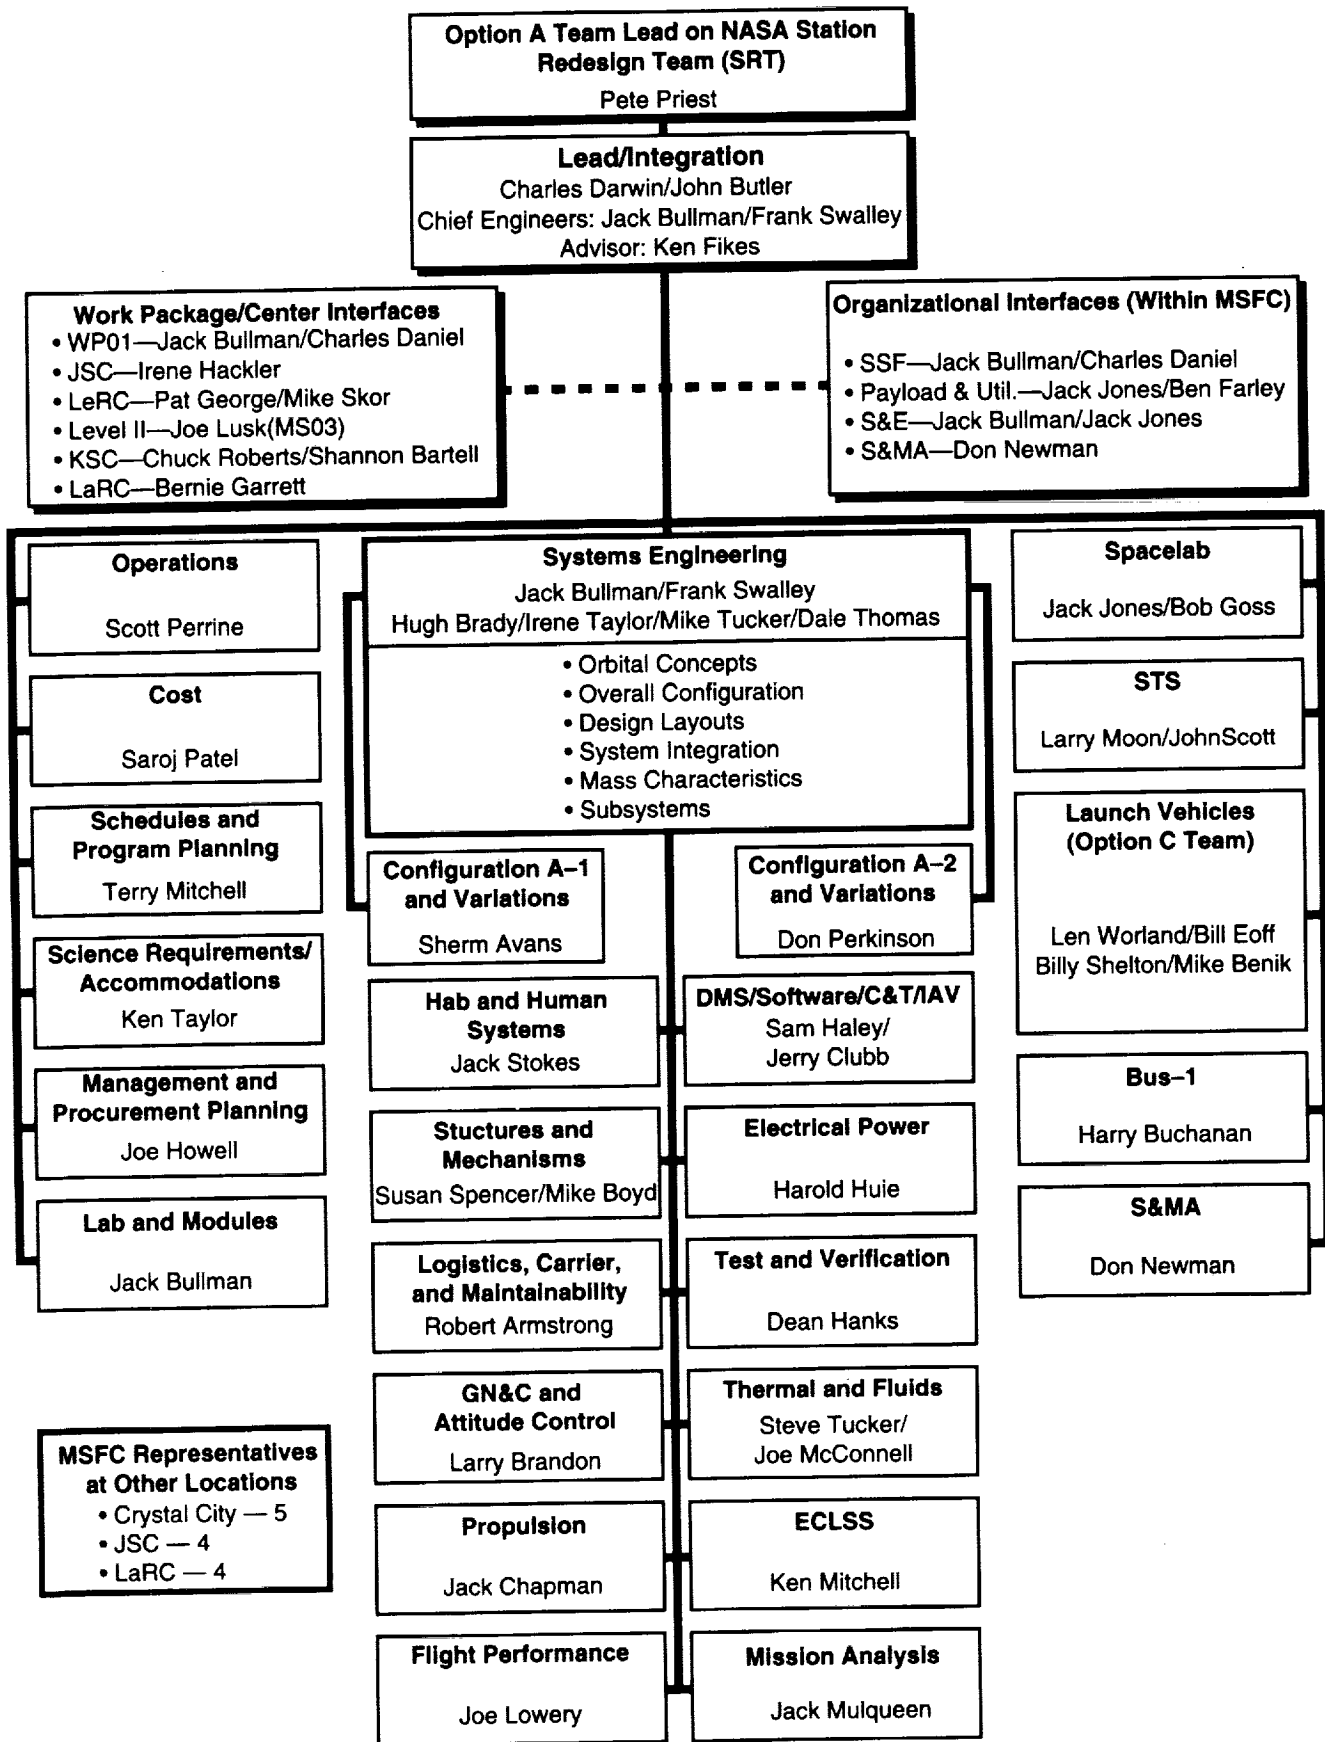 Option A Team Lead on NASA Station
Redesign Team (SRT)
Pete Priest
Lead/Integration
Charles Darwin/John Butler
Chief Engineers: Jack Bullman/Frank Swalley
Advisor: Ken Fikes
Work Package/Center Interfaces
• WP01—Jack Bullman/Charles Daniel
• JSC—Irene Hackler
• LeRC—Pat George/Mike Skor
• Level II—Joe Lusk(MS03)
• KSC—Chuck Roberts/Shannon Bartell
• LaRC—Bernie Garrett
Organizational Interfaces (Within MSFC)
• SSF—Jack Bullman/Charles Daniel
• Payload & Util.—Jack Jones/Ben Farley
• S&E—Jack Bullman/Jack Jones
• S&MA—Don Newman
Operations
Scott Perrine
Cost
Saroj Patel
Schedules and
Program Planning
Terry Mitchell
Science Requirements/
Accommodations
Ken Taylor
Management and
Procurement Planning
Joe Howell
Lab and Modules
Jack Bullman
Systems Engineering
Jack Bullman/Frank Swalley
Hugh Brady/Irene Taylor/Mike Tucker/Dale Thomas
• Orbital Concepts
• Overall Configuration
• Design Layouts
• System Integration
• Mass Characteristics
• Subsystems
Configuration A–1
and Variations
Sherm Avans
Configuration A–2
and Variations
Don Perkinson
Hab and Human
Systems
Jack Stokes
DMS/Software/C&T/IAV
Sam Haley/
Jerry Clubb
Stuctures and
Mechanisms
Susan Spencer/Mike Boyd
Electrical Power
Harold Huie
Logistics, Carrier,
and Maintainability
Robert Armstrong
Test and Verification
Dean Hanks
GN&C and
Attitude Control
Larry Brandon
Thermal and Fluids
Steve Tucker/
Joe McConnell
Propulsion
Jack Chapman
ECLSS
Ken Mitchell
Flight Performance
Joe Lowery
Mission Analysis
Jack Mulqueen
Spacelab
Jack Jones/Bob Goss
STS
Larry Moon/JohnScott
Launch Vehicles
(Option C Team)
Len Worland/Bill Eoff
Billy Shelton/Mike Benik
Bus–1
Harry Buchanan
S&MA
Don Newman
MSFC Representatives
at Other Locations
• Crystal City — 5
• JSC — 4
• LaRC — 4